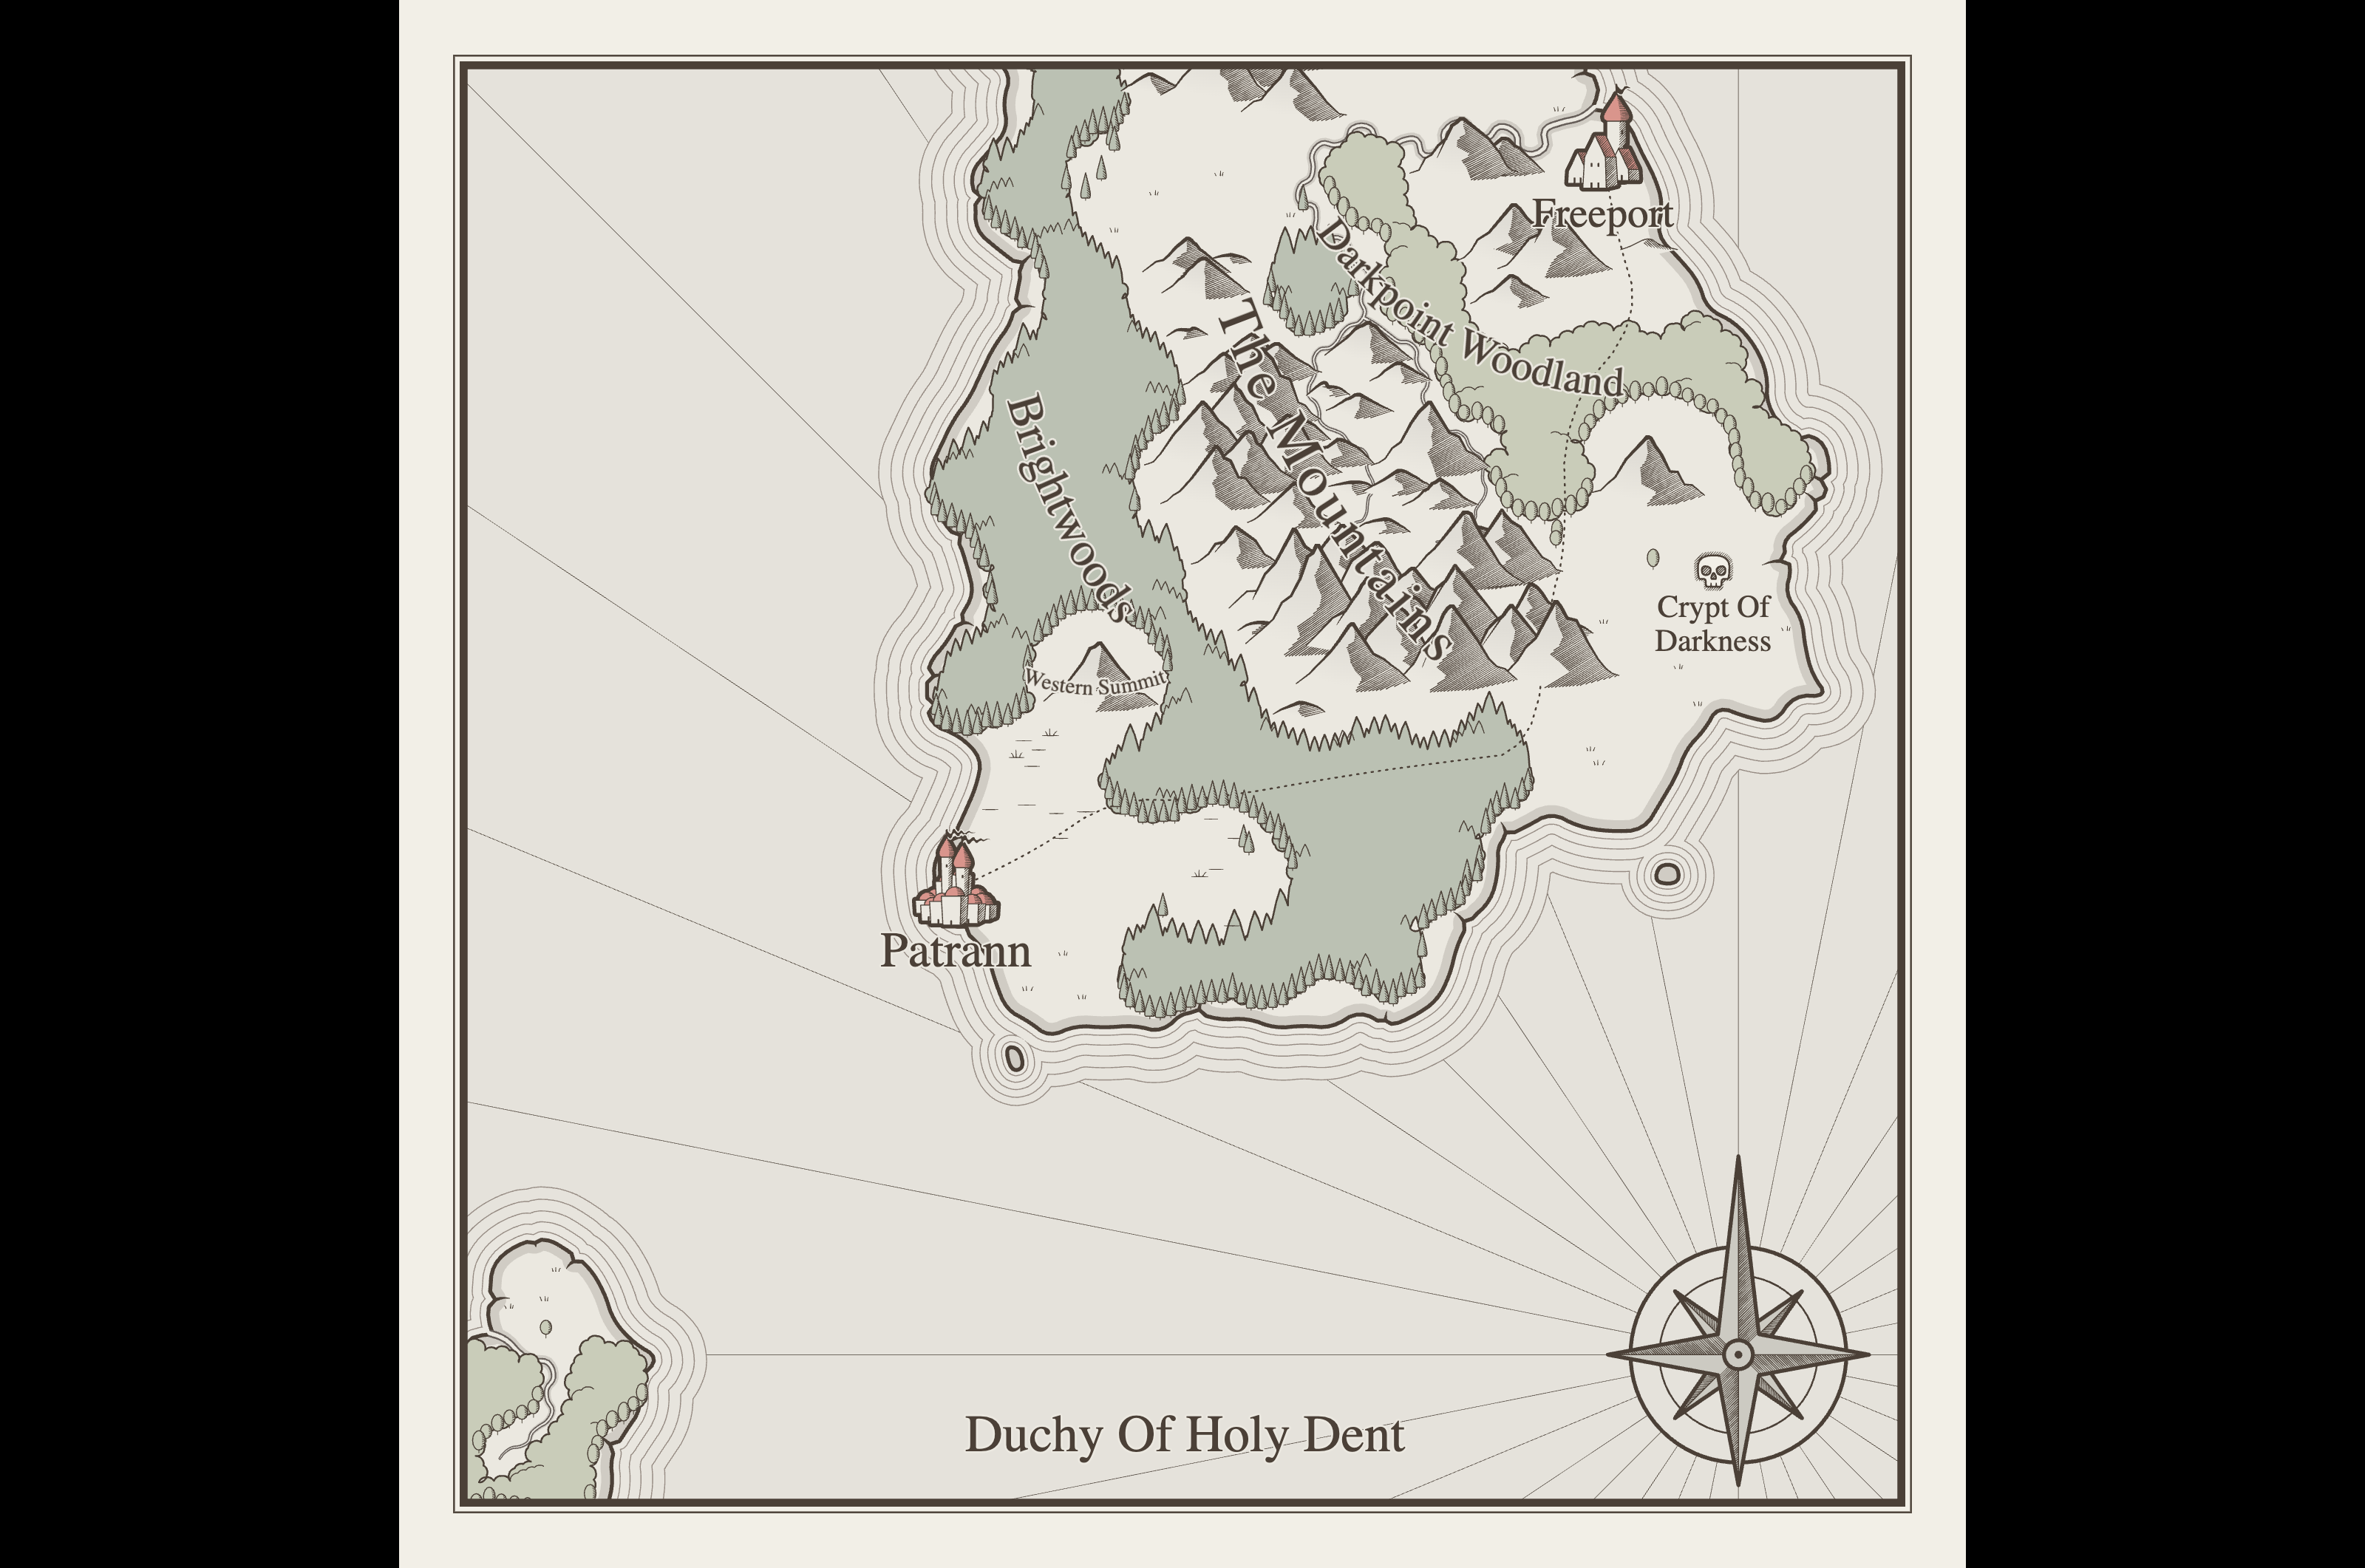 Freeport
Darkpoint Woodland
The Mountains
Brightwoods
Crypt Of
Darkness
Western Summit
Patrann
Duchy Of Holy Dent